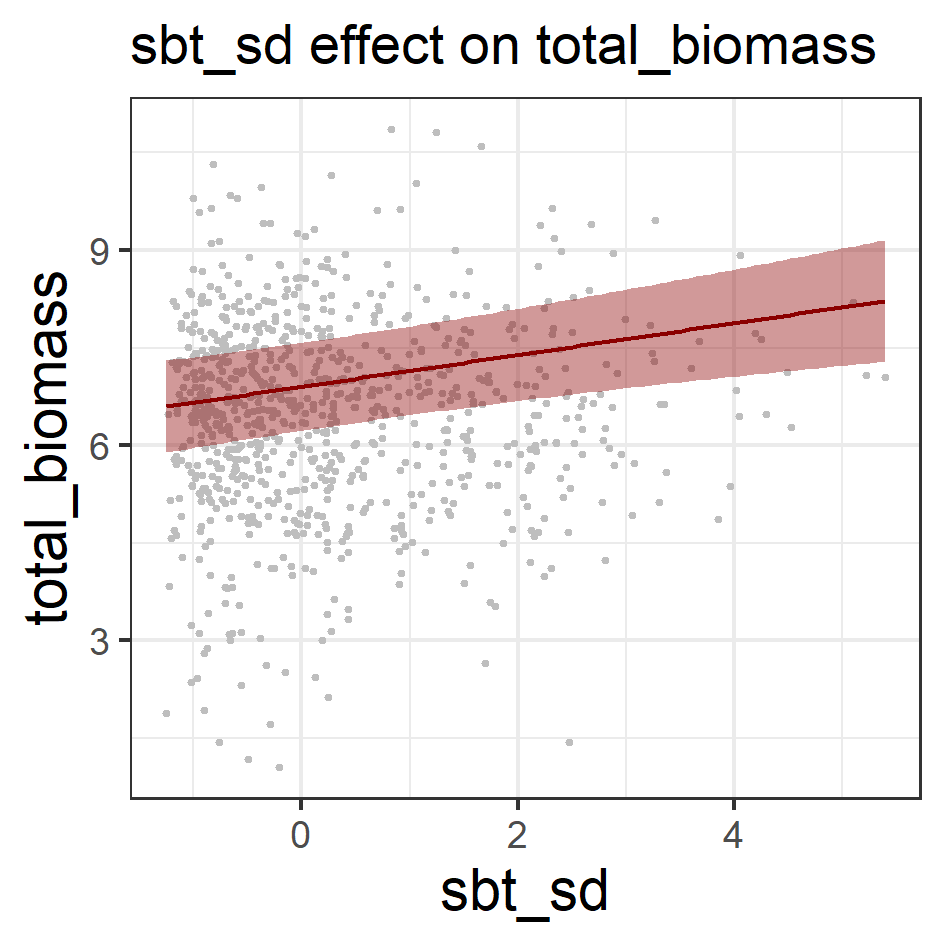 sbt_sd effect on total_biomass
total_biomass
9
6
3
0 2 4
sbt_sd